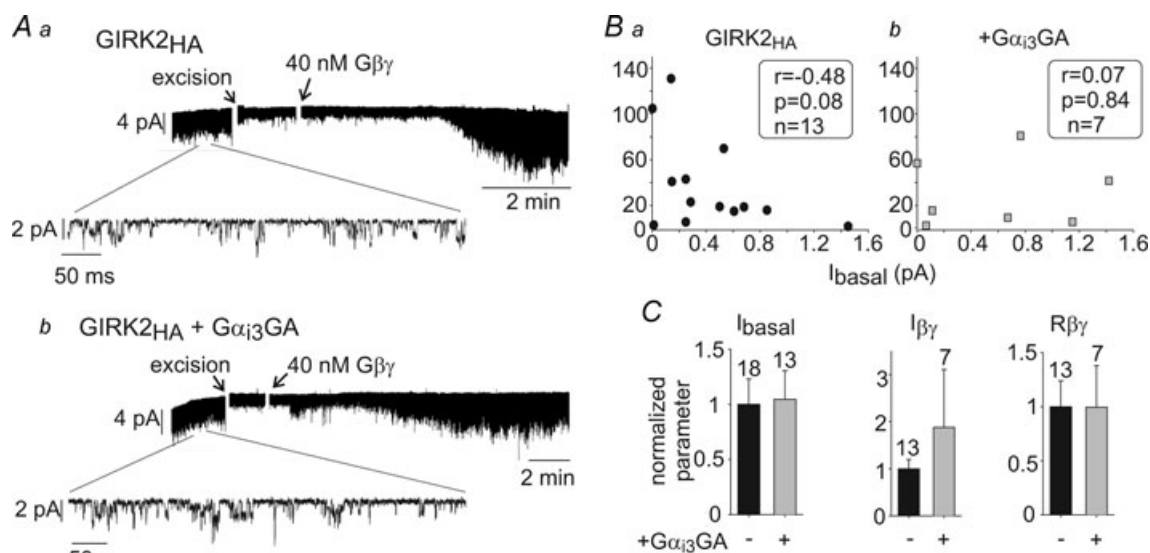 A a
GIRK2HA
excision
40 nM Gβγ
4 pA
2 min
2 pA
50 ms
b GIRK2HA + Gαi3GA
excision
40 nM Gβγ
4 pA
2 min
2 pA
50
B a
GIRK2HA
r=-0.48
p=0.08
n=13
140
100
60
20
0
0 0.4 0.8 1.2 1.6
b
+Gαi3GA
r=0.07
p=0.84
n=7
140
100
60
20
0
0.4 0.8 1.2 1.6
Ibasal (pA)
C
normalized parameter
Ibasal
1.5
1
0.5
0
18 13
Iβγ
3
2
1
0
13 7
Rβγ
1.5
1
0.5
0
13 7
+Gαi3GA - + - + - +